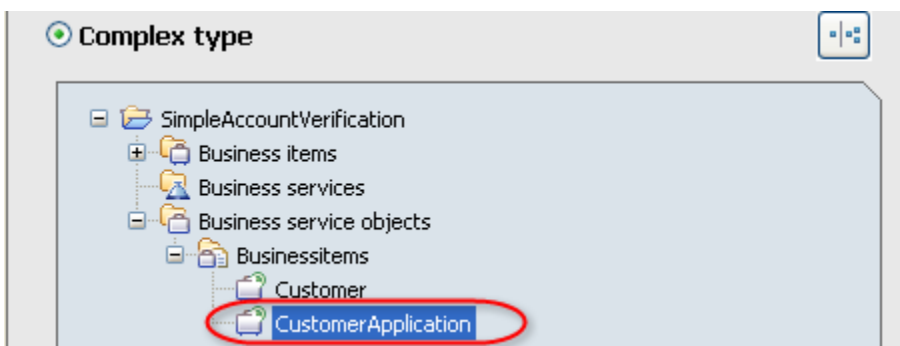 Complex type
SimpleAccountVerification
Business items
Business services
Business service objects
Businessitems
Customer
CustomerApplication